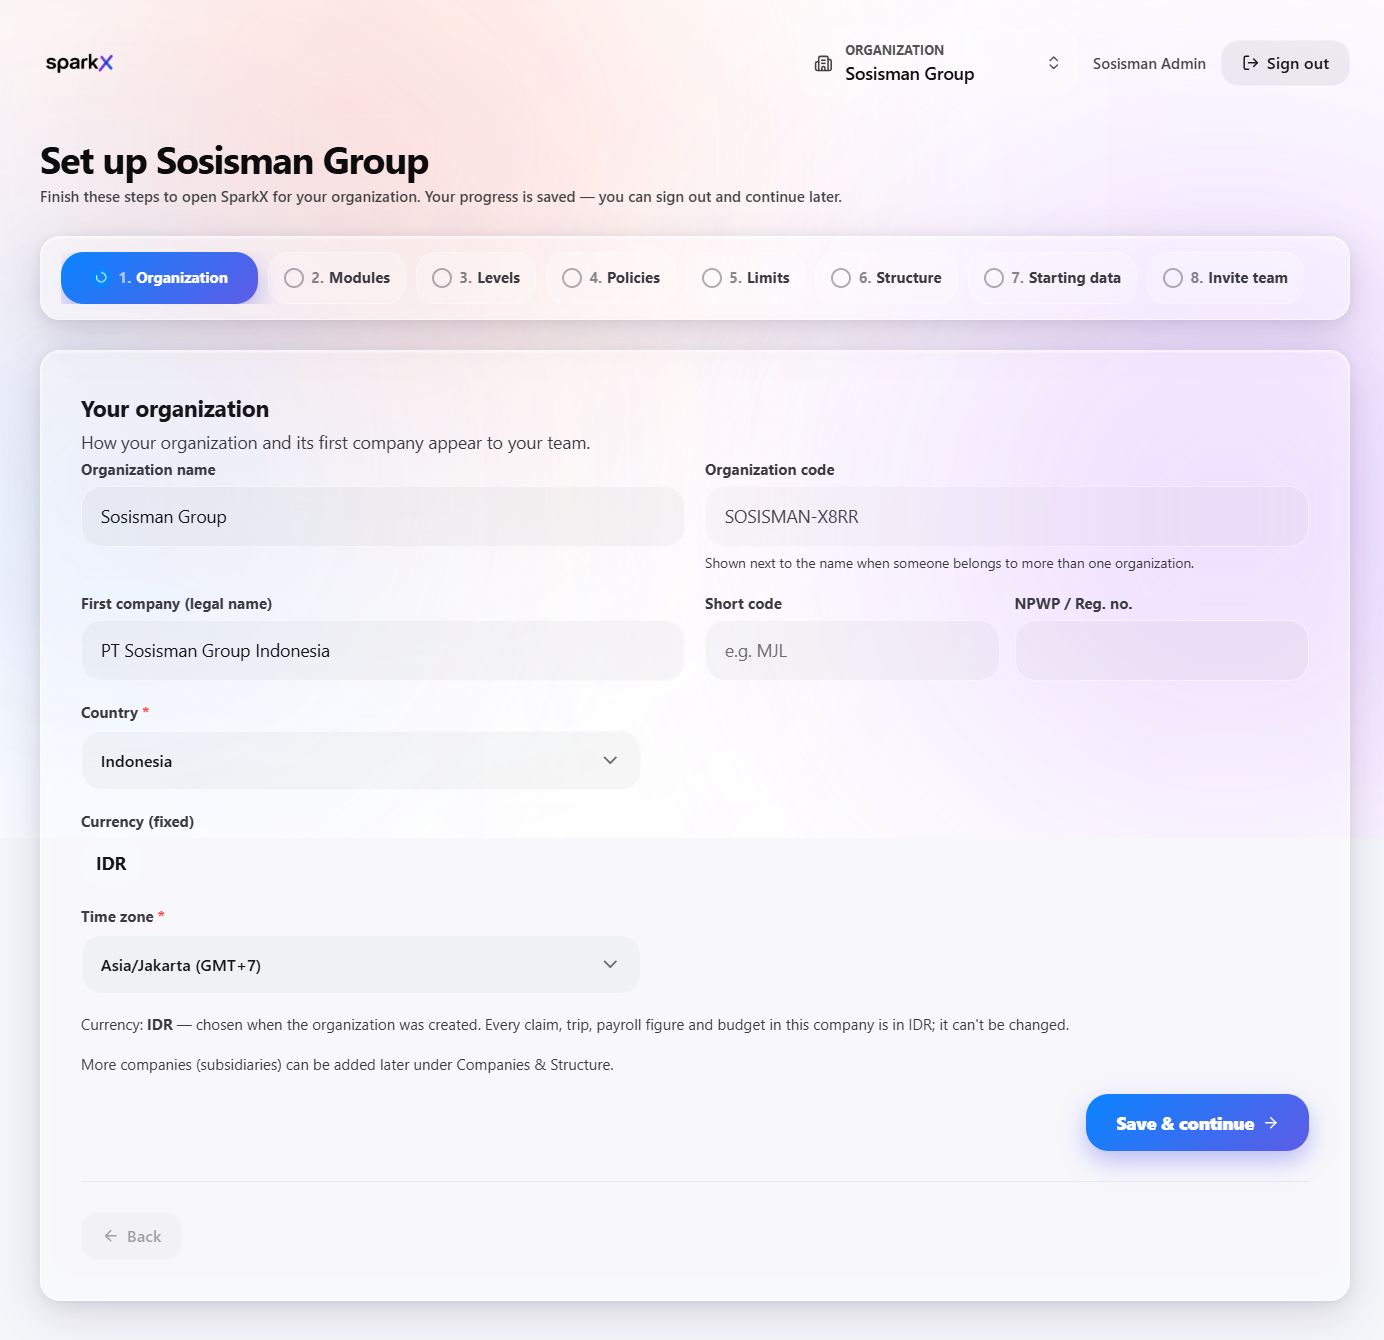 sparkX
ORGANIZATION
Sosisman Group
Sosisman Admin
Sign out
Set up Sosisman Group
Finish these steps to open SparkX for your organization. Your progress is saved — you can sign out and continue later.
1. Organization
2. Modules
3. Levels
4. Policies
5. Limits
6. Structure
7. Starting data
8. Invite team
Your organization
How your organization and its first company appear to your team.
Organization name
Organization code
Sosisman Group
SOSISMAN-X8RR
Shown next to the name when someone belongs to more than one organization.
First company (legal name)
Short code
NPWP / Reg. no.
PT Sosisman Group Indonesia
e.g. MJL
Country *
Indonesia
Currency (fixed)
IDR
Time zone *
Asia/Jakarta (GMT+7)
Currency: IDR — chosen when the organization was created. Every claim, trip, payroll figure and budget in this company is in IDR; it can't be changed.
More companies (subsidiaries) can be added later under Companies & Structure.
Save & continue →
← Back